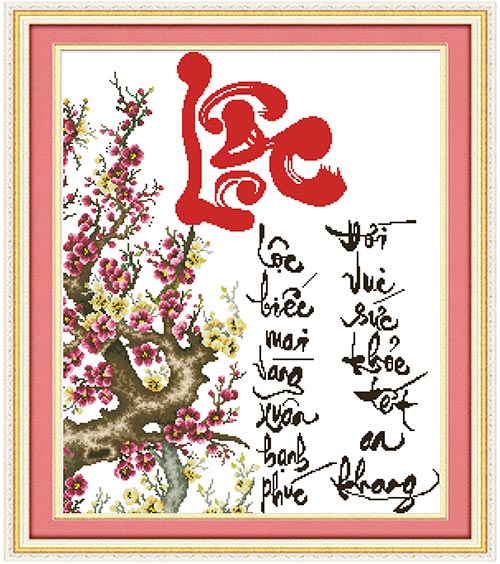 Lộc
Lộc
biếc
mai
vàng
xuân
hạnh
phúc
Đời
vui
sức
khỏe
tết
an
khang